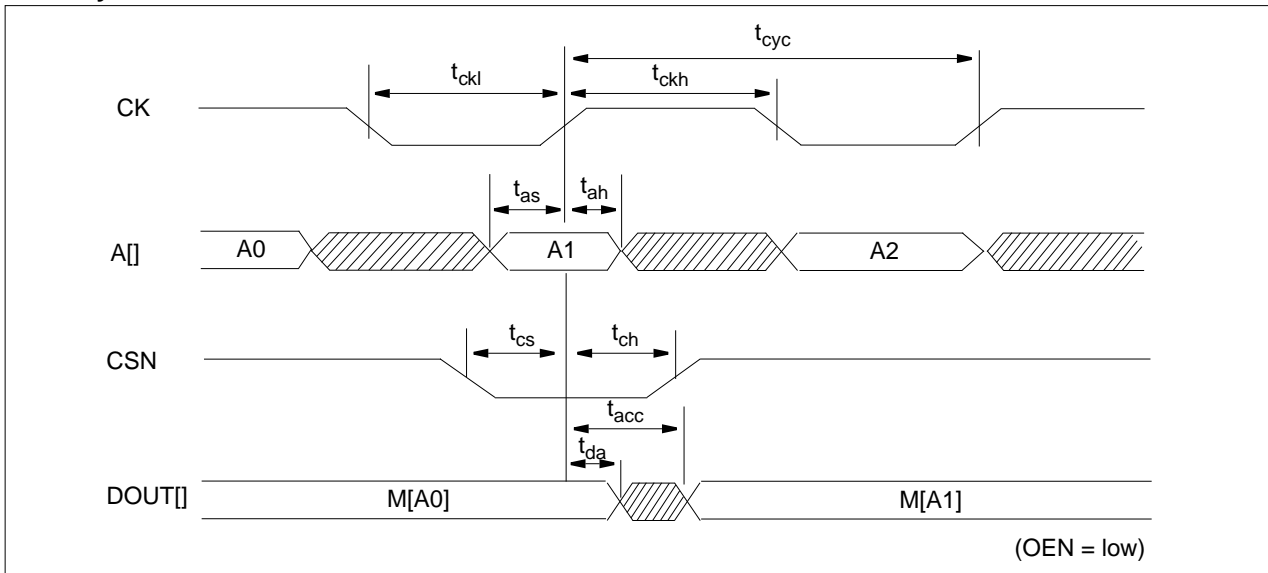 t_cyc
t_ckl
t_ckh
CK
t_as
t_ah
A[]
A0
A1
A2
t_cs
t_ch
CSN
t_acc
t_da
DOUT[]
M[A0]
M[A1]
(OEN = low)